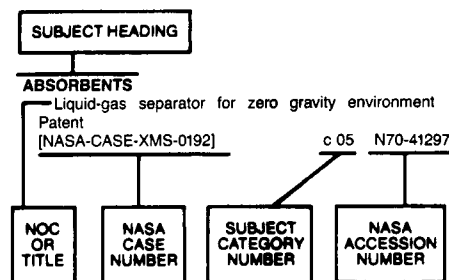 SUBJECT HEADING
ABSORBENTS
Liquid-gas separator for zero gravity environment
Patent
[NASA-CASE-XMS-0192] c 05 N70-41297
NOC
OR
TITLE
NASA
CASE
NUMBER
SUBJECT
CATEGORY
NUMBER
NASA
ACCESSION
NUMBER